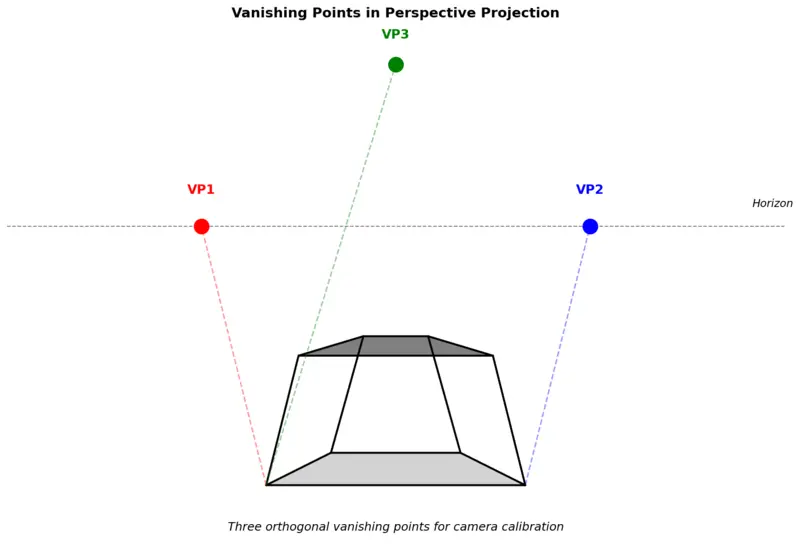 Vanishing Points in Perspective Projection
VP3
VP1
VP2
Horizon
Three orthogonal vanishing points for camera calibration